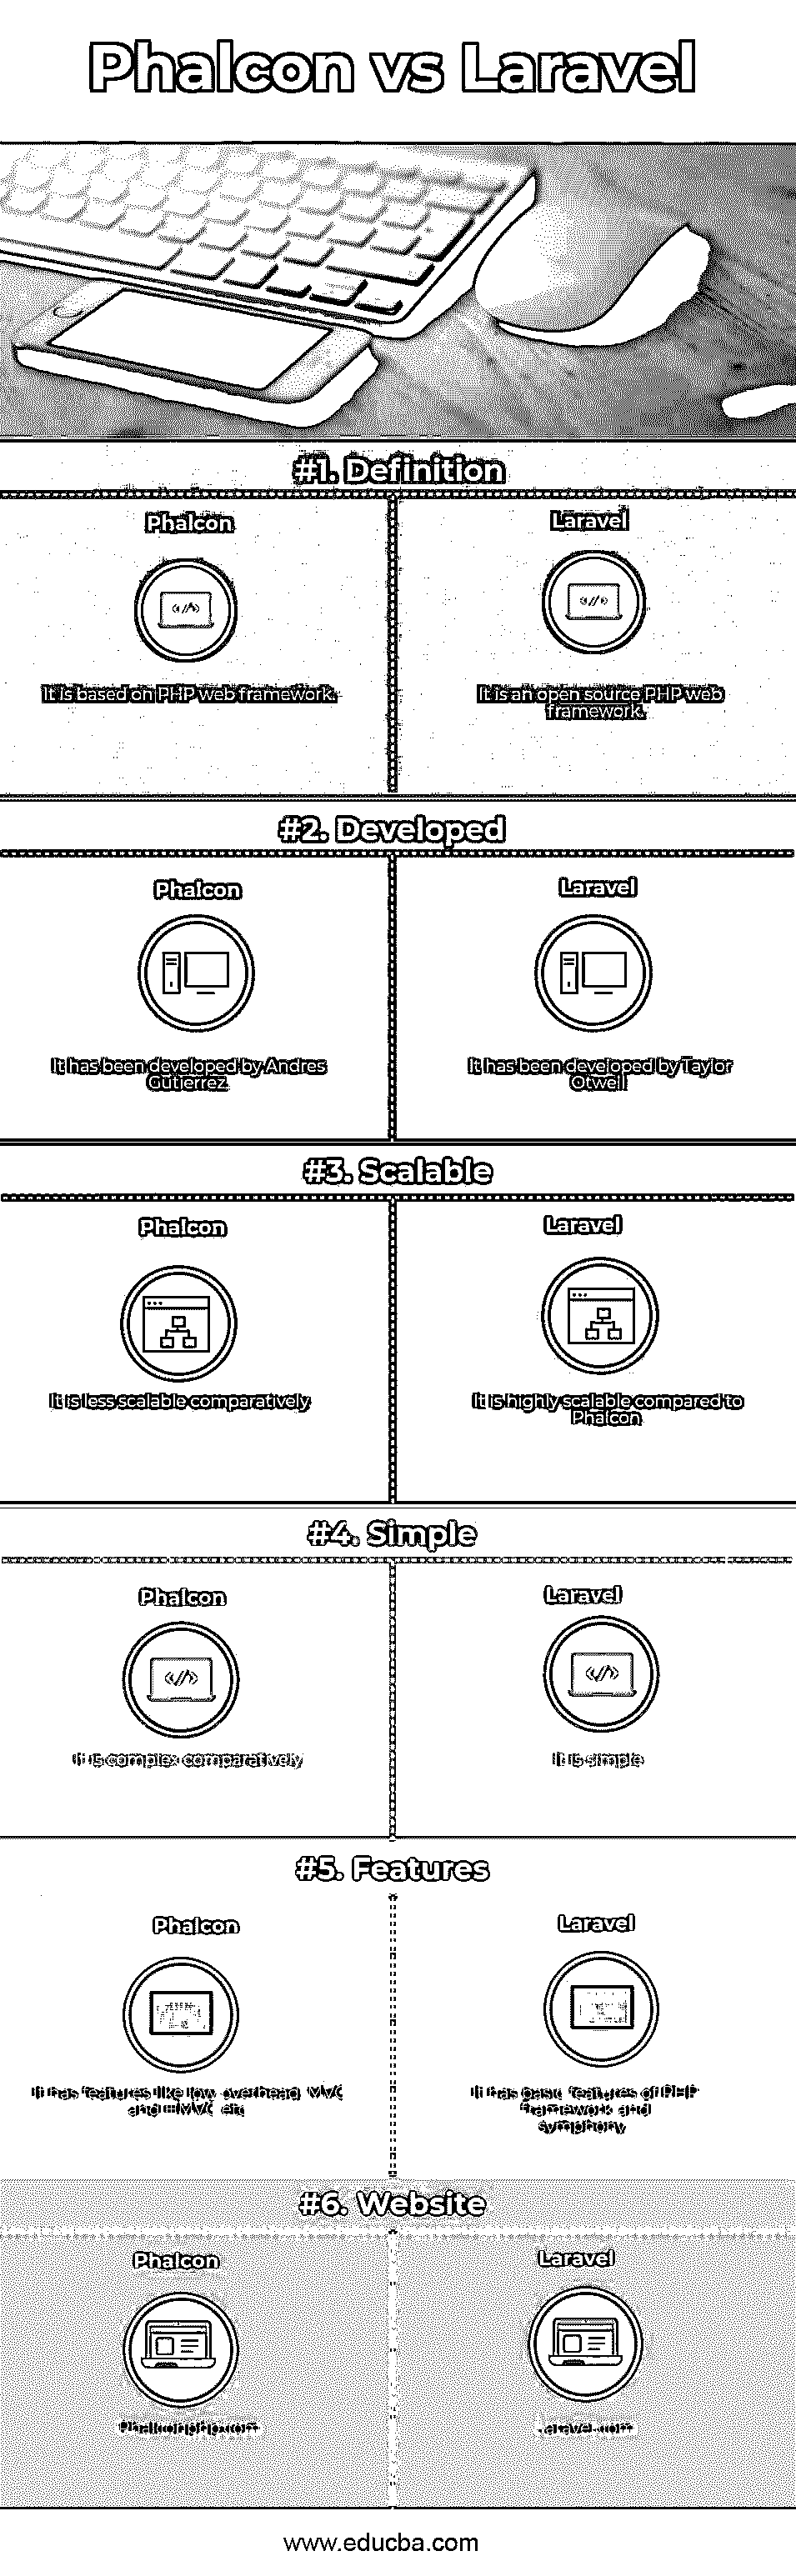 Phalcon vs Laravel
#1. Definition
Phalcon
Laravel
It is based on PHP web framework.
It is an open source PHP web
framework.
#2. Developed
Phalcon
Laravel
It has been developed by Andres
Gutierrez
It has been developed by Taylor
Otwell
#3. Scalable
Phalcon
Laravel
It is less scalable comparatively
It is highly scalable compared to
Phalcon
#4. Simple
Phalcon
Laravel
It is complex comparatively
It is simple
#5. Features
Phalcon
Laravel
It has features like low overhead, MVC
and HMVC etc
It has basic features of PHP
framework and
symphony
#6. Website
Phalcon
Laravel
Phalconphp.com
Laravel.com
www.educba.com